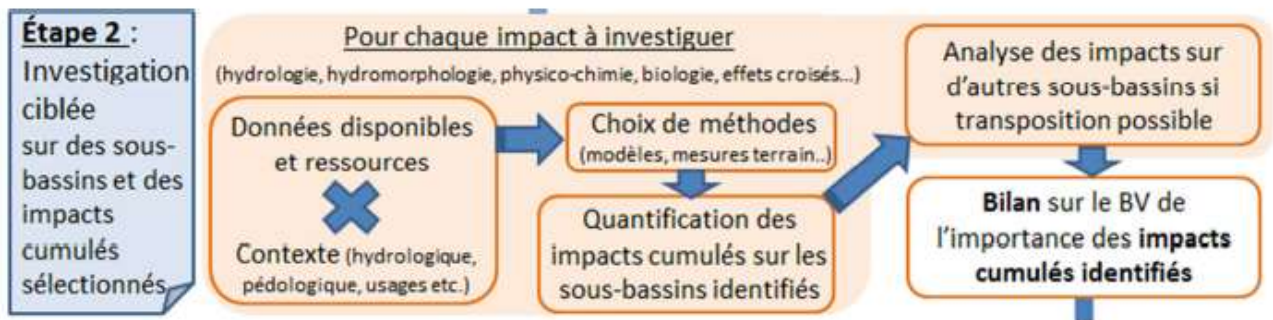 Étape 2 :
Investigation
ciblée
sur des sous-
bassins et des
impacts
cumulés
sélectionnés
Pour chaque impact à investiguer
(hydrologie, hydromorphologie, physico-chimie, biologie, effets croisés...)
Données disponibles
et ressources
Contexte (hydrologique,
pédologique, usages etc.)
Choix de méthodes
(modèles, mesures terrain..)
Quantification des
impacts cumulés sur les
sous-bassins identifiés
Analyse des impacts sur
d'autres sous-bassins si
transposition possible
Bilan sur le BV de
l'importance des impacts
cumulés identifiés